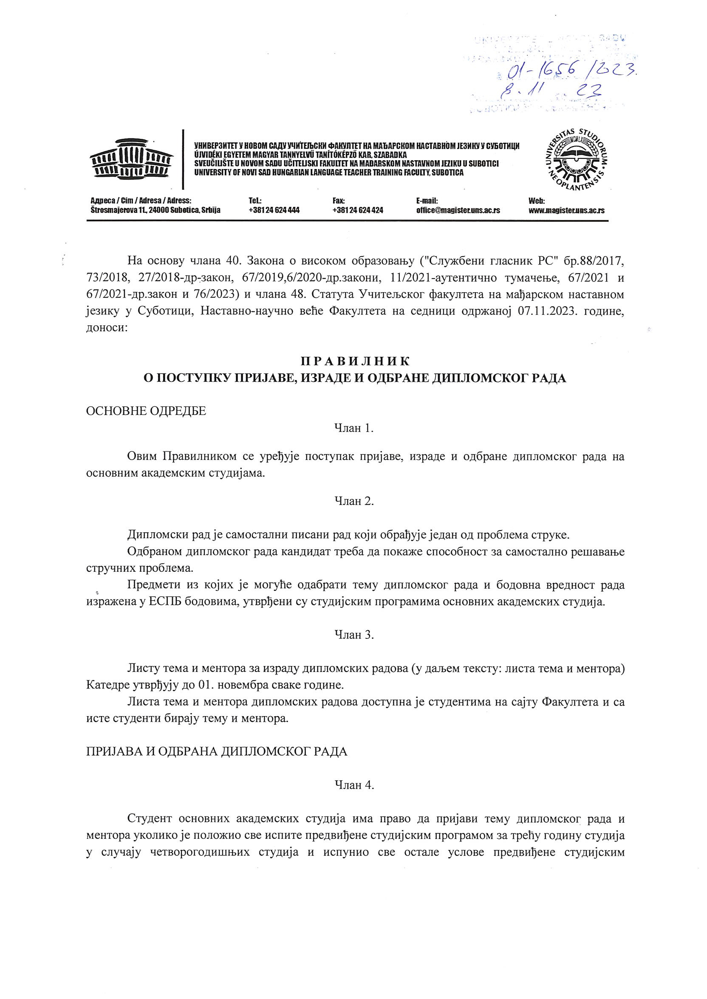 01-1656/2023.
8.11 23
УНИВЕРЗИТЕТ У НОВОМ САДУ УЧИТЕЉСКИ ФАКУЛТЕТ НА МАЂАРСКОМ НАСТАВНОМ ЈЕЗИКУ У СУБОТИЦИ
ÚJVIDÉKI EGYETEM MAGYAR TANNYELVŰ TANÍTÓKÉPZŐ KAR, SZABADKA
SVEUČILIŠTE U NOVOM SADU UČITELJSKI FAKULTET NA MAĐARSKOM NASTAVNOM JEZIKU U SUBOTICI
UNIVERSITY OF NOVI SAD HUNGARIAN LANGUAGE TEACHER TRAINING FACULTY, SUBOTICA
UNIVERSITAS STUDIORUM
MCMLX
NEOPLANTENSIS
Адреса / Cím / Adresa / Adress: Tel.: Fax: E-mail: Web:
Štrosmajerova 11., 24000 Subotica, Srbija +381 24 624 444 +381 24 624 424 office@magister.uns.ac.rs www.magister.uns.ac.rs
На основу члана 40. Закона о високом образовању ("Службени гласник РС" бр.88/2017,
73/2018, 27/2018-др-закон, 67/2019,6/2020-др.закони, 11/2021-аутентично тумачење, 67/2021 и
67/2021-др.закон и 76/2023) и члана 48. Статута Учитељског факултета на мађарском наставном
језику у Суботици, Наставно-научно веће Факултета на седници одржаној 07.11.2023. године,
доноси:
П Р А В И Л Н И К
О ПОСТУПКУ ПРИЈАВЕ, ИЗРАДЕ И ОДБРАНЕ ДИПЛОМСКОГ РАДА
ОСНОВНЕ ОДРЕДБЕ
Члан 1.
Овим Правилником се уређује поступак пријаве, израде и одбране дипломског рада на
основним академским студијама.
Члан 2.
Дипломски рад је самостални писани рад који обрађује један од проблема струке.
Одбраном дипломског рада кандидат треба да покаже способност за самостално решавање
стручних проблема.
Предмети из којих је могуће одабрати тему дипломског рада и бодовна вредност рада
изражена у ЕСПБ бодовима, утврђени су студијским програмима основних академских студија.
Члан 3.
Листу тема и ментора за израду дипломских радова (у даљем тексту: листа тема и ментора)
Катедре утврђују до 01. новембра сваке године.
Листа тема и ментора дипломских радова доступна је студентима на сајту Факултета и са
исте студенти бирају тему и ментора.
ПРИЈАВА И ОДБРАНА ДИПЛОМСКОГ РАДА
Члан 4.
Студент основних академских студија има право да пријави тему дипломског рада и
ментора уколико је положио све испите предвиђене студијским програмом за трећу годину студија
у случају четворогодишњих студија и испунио све остале услове предвиђене студијским